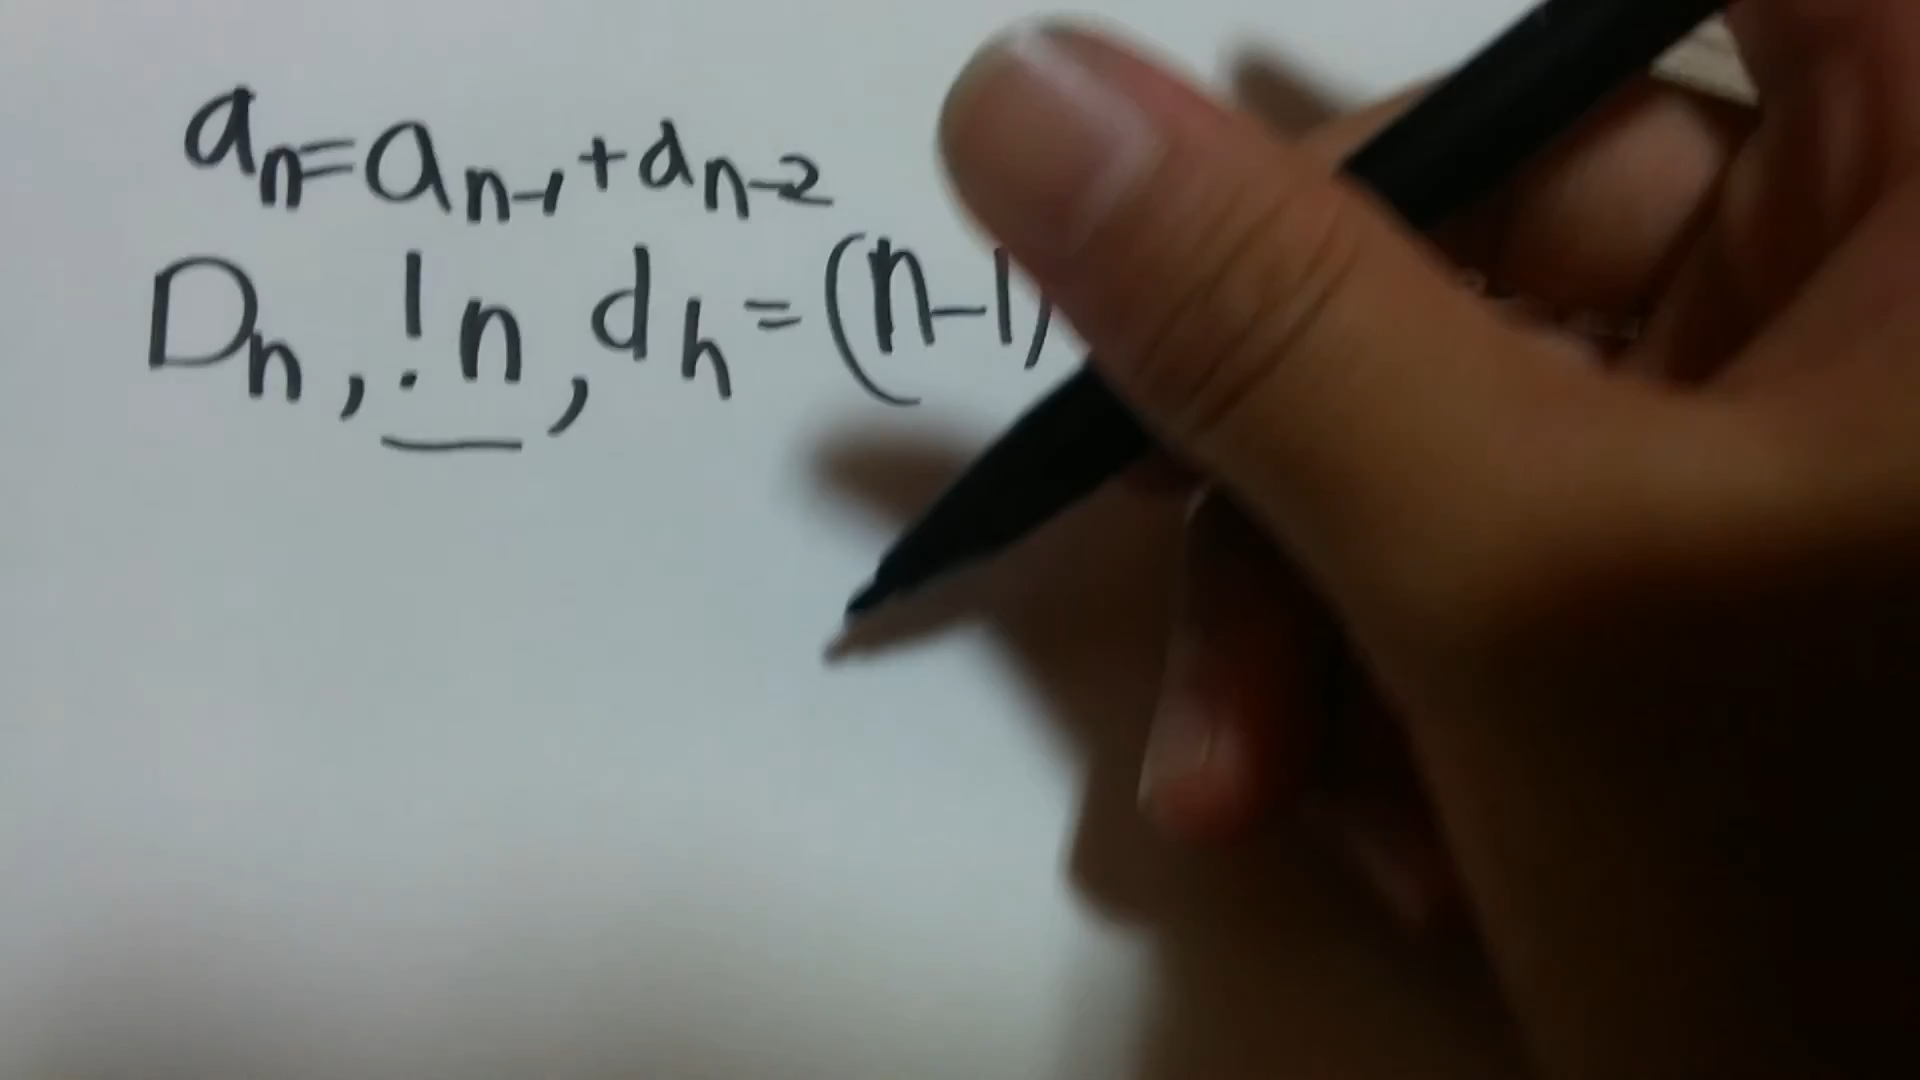 aₙ=aₙ₋₁+aₙ₋₂
Dₙ, !n, dₙ=(n-1)